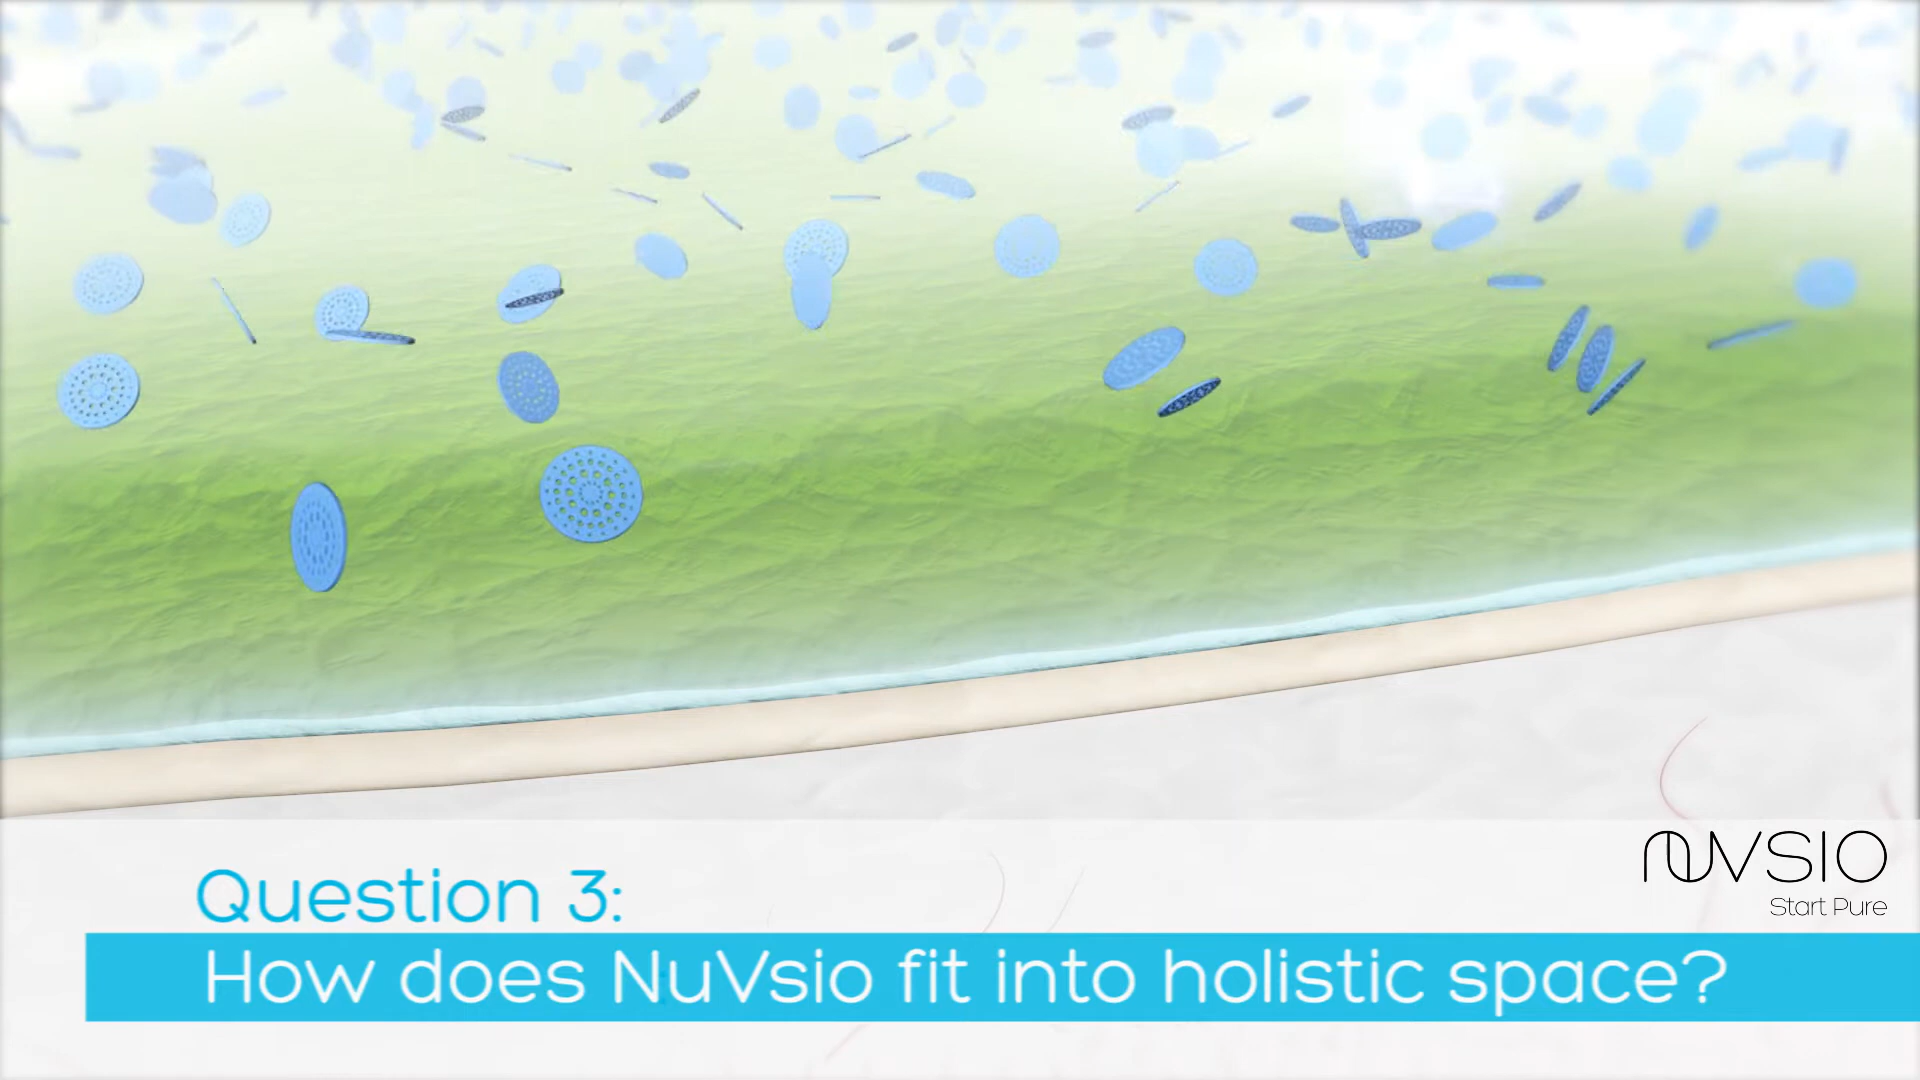 NUVSIO
Start Pure
Question 3:
How does NuVsio fit into holistic space?